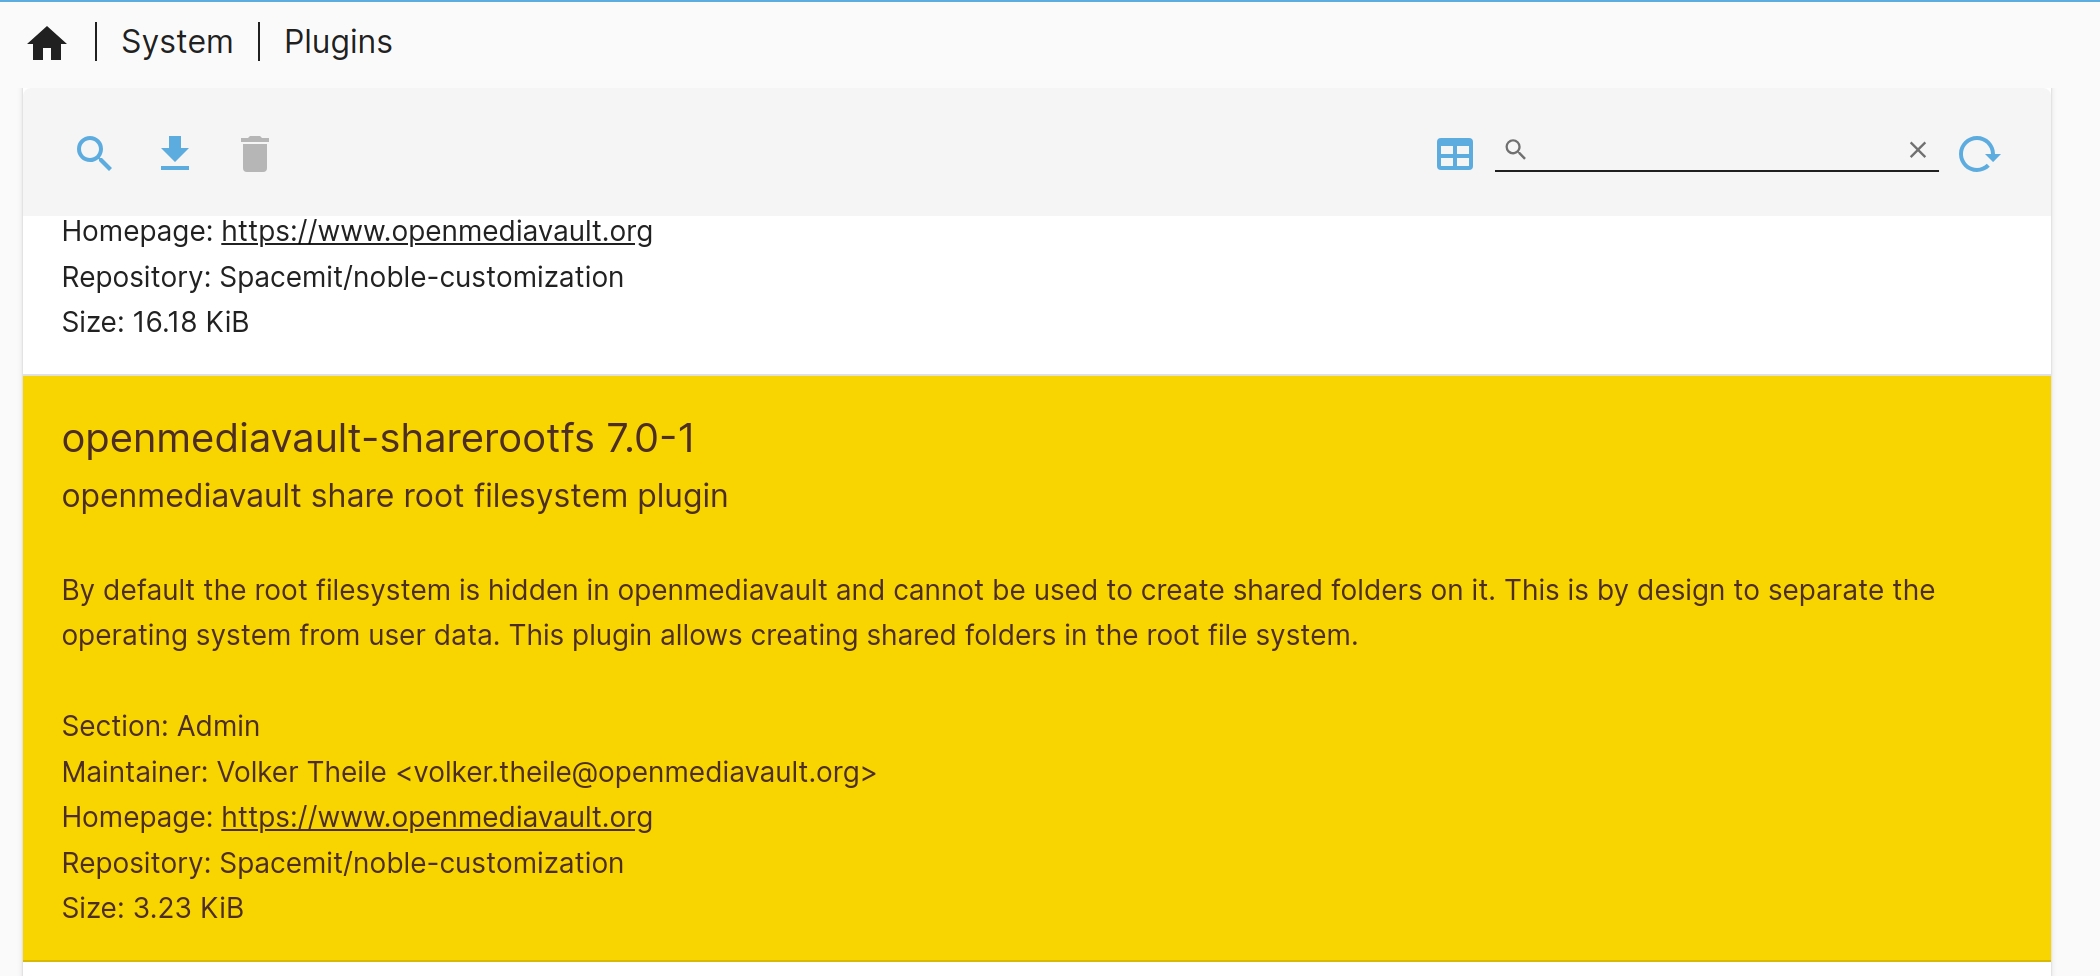 System
Plugins
Homepage: https://www.openmediavault.org
Repository: Spacemit/noble-customization
Size: 16.18 KiB
openmediavault-sharerootfs 7.0-1
openmediavault share root filesystem plugin
By default the root filesystem is hidden in openmediavault and cannot be used to create shared folders on it. This is by design to separate the
operating system from user data. This plugin allows creating shared folders in the root file system.
Section: Admin
Maintainer: Volker Theile <volker.theile@openmediavault.org>
Homepage: https://www.openmediavault.org
Repository: Spacemit/noble-customization
Size: 3.23 KiB